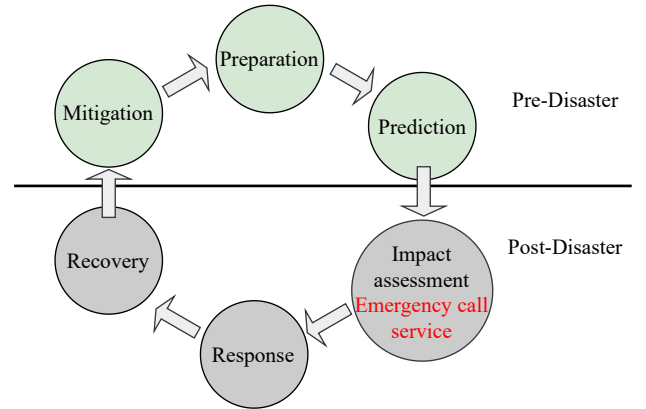 Preparation
Mitigation
Prediction
Pre-Disaster
Post-Disaster
Recovery
Impact
assessment
Emergency call
service
Response